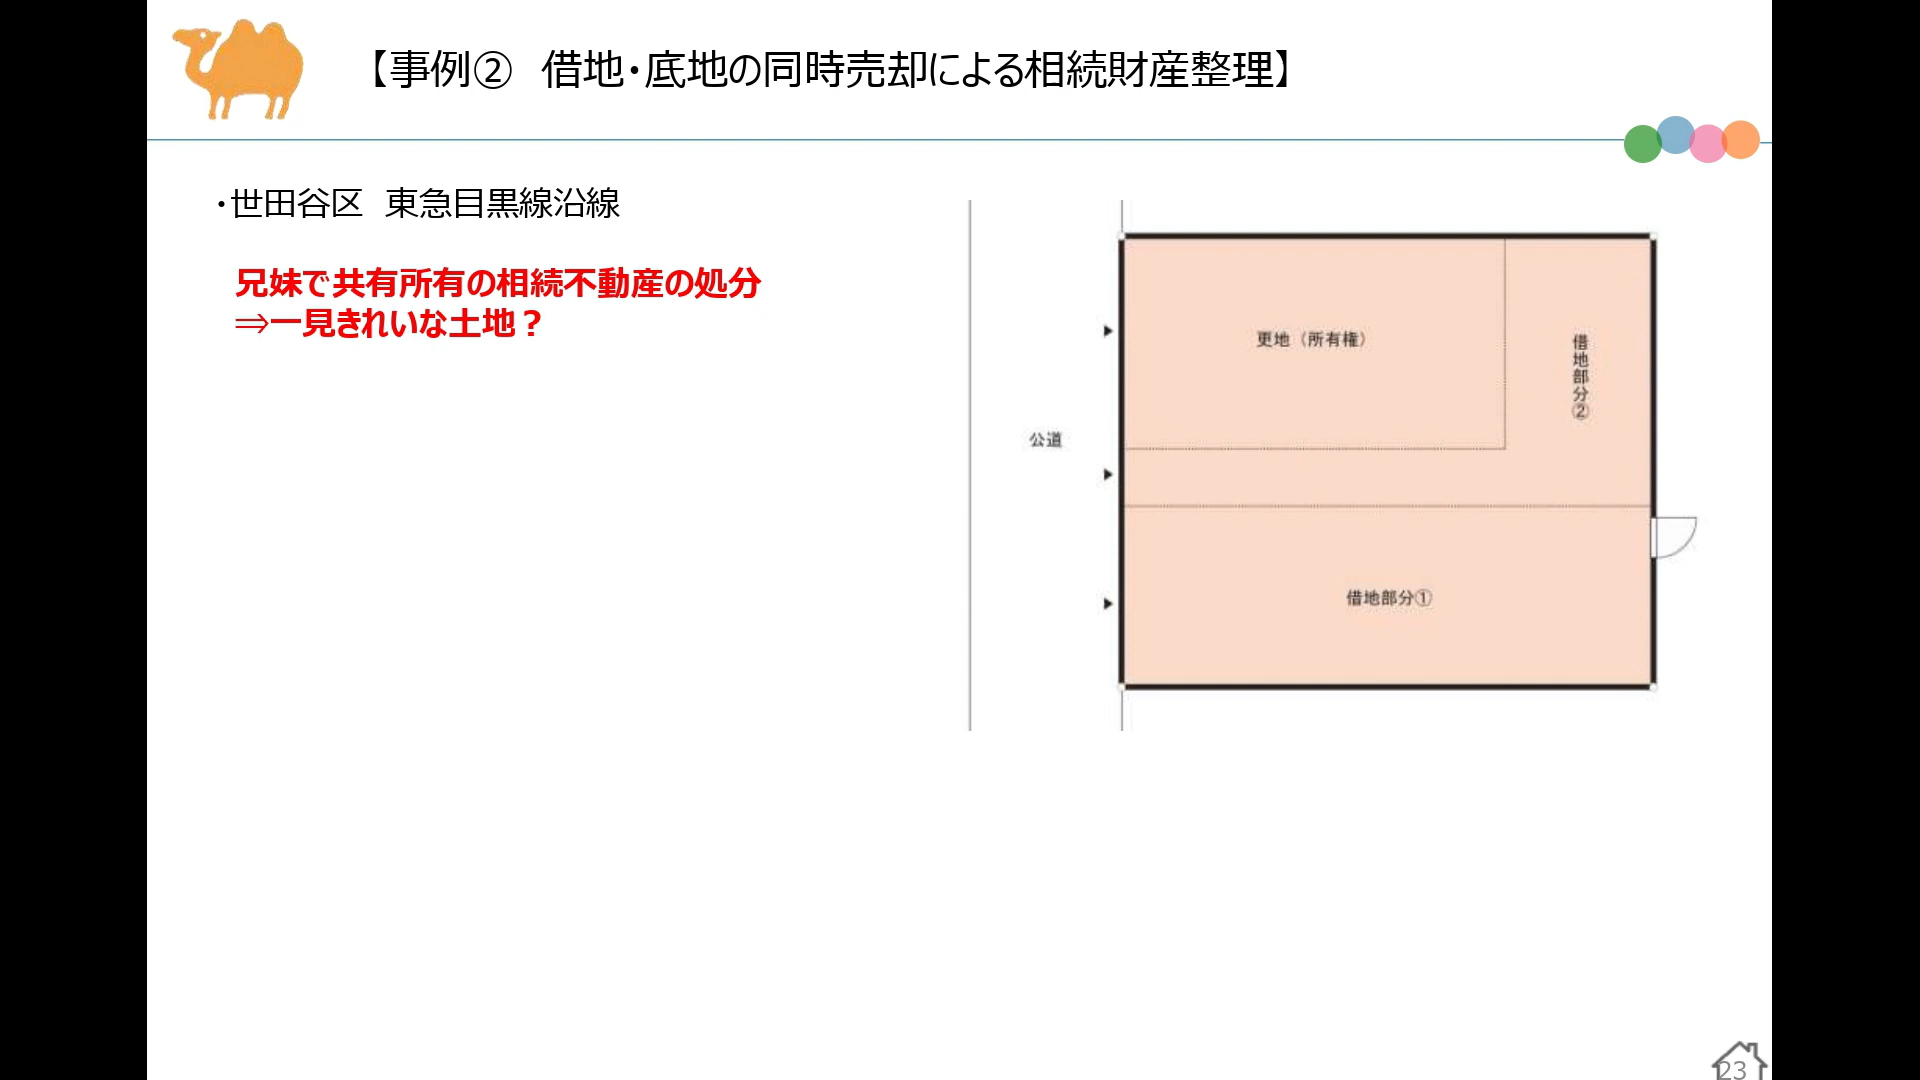 【事例②　借地・底地の同時売却による相続財産整理】
・世田谷区　東急目黒線沿線
兄妹で共有所有の相続不動産の処分
⇒一見きれいな土地？
更地（所有権）
借地部分②
公道
借地部分①
23